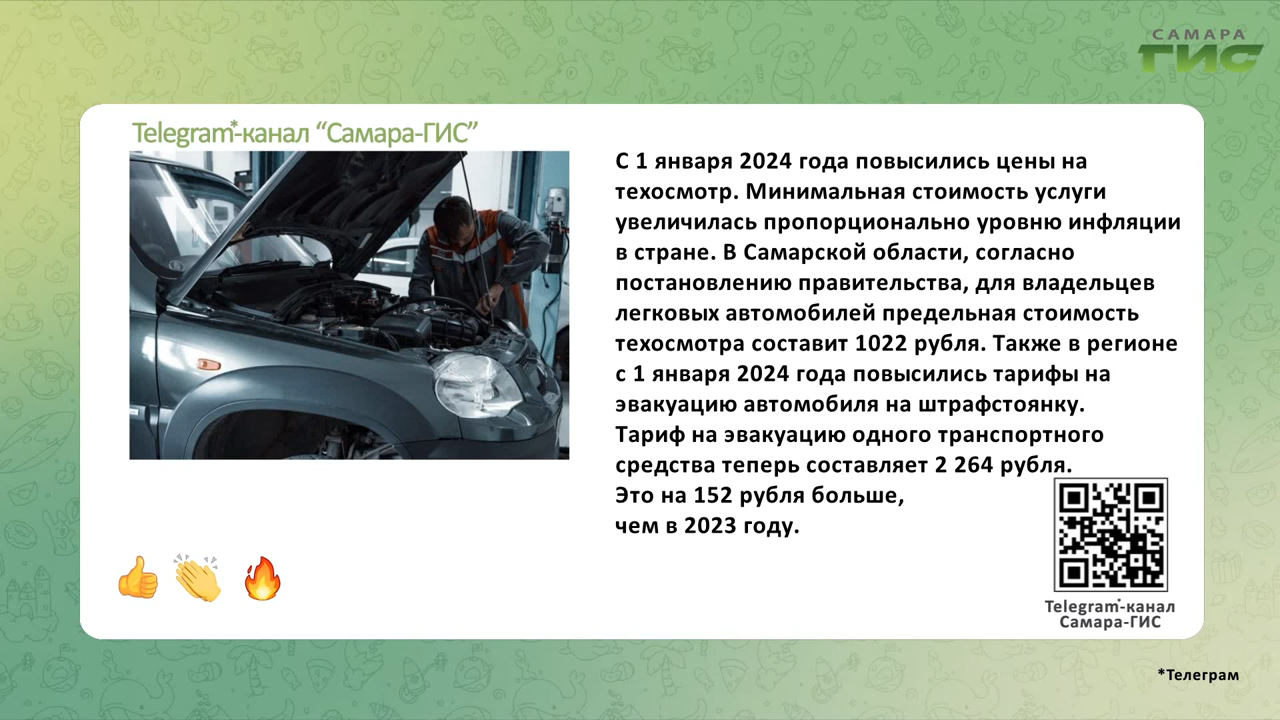 САМАРА
ГИС
Telegram*-канал “Самара-ГИС”
С 1 января 2024 года повысились цены на
техосмотр. Минимальная стоимость услуги
увеличилась пропорционально уровню инфляции
в стране. В Самарской области, согласно
постановлению правительства, для владельцев
легковых автомобилей предельная стоимость
техосмотра составит 1022 рубля. Также в регионе
с 1 января 2024 года повысились тарифы на
эвакуацию автомобиля на штрафстоянку.
Тариф на эвакуацию одного транспортного
средства теперь составляет 2 264 рубля.
Это на 152 рубля больше,
чем в 2023 году.
Telegram*-канал
Самара-ГИС
*Телеграм